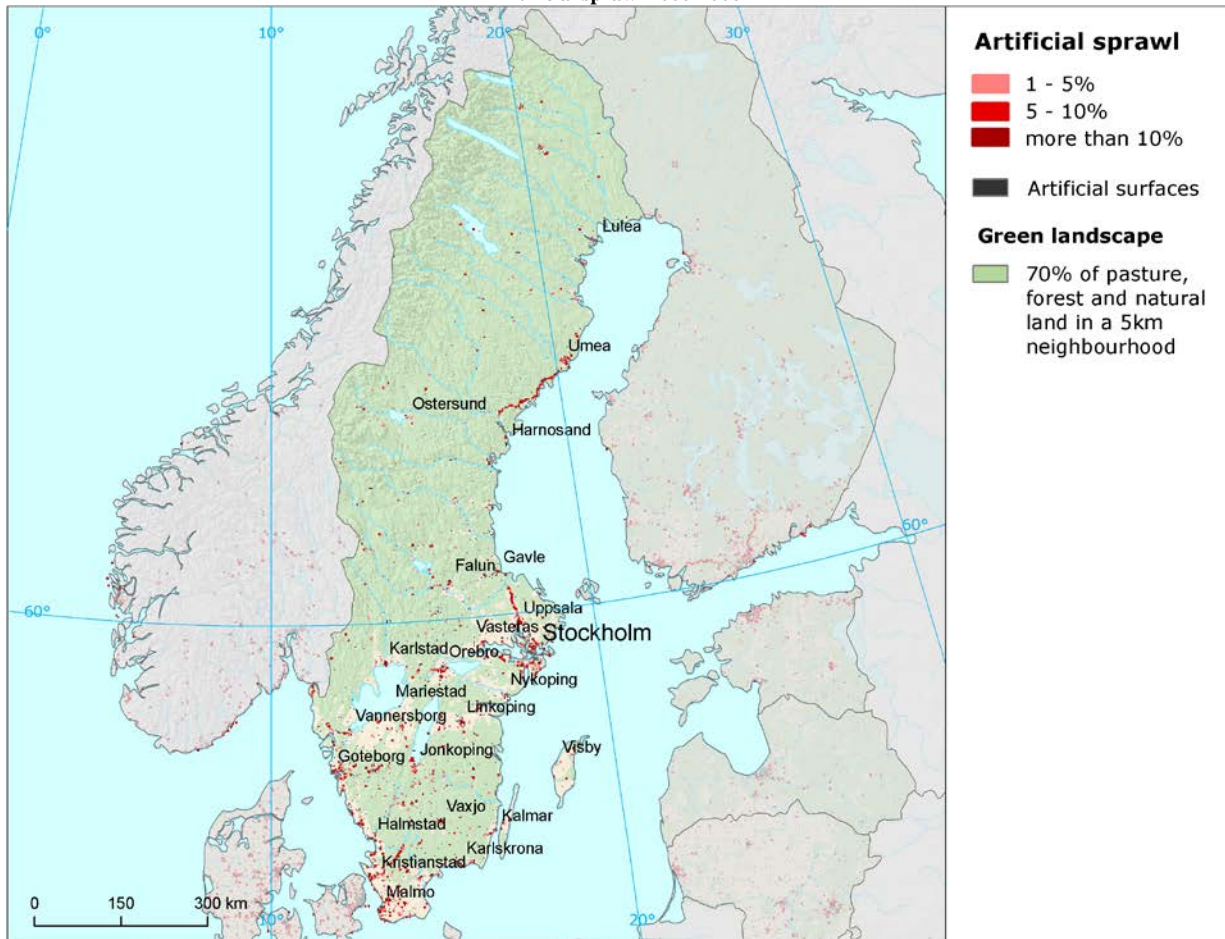 0°
10°
20°
30°
Artificial sprawl
1 - 5%
5 - 10%
more than 10%
Artificial surfaces
Green landscape
70% of pasture,
forest and natural
land in a 5km
neighbourhood
Lulea
Umea
Ostersund
Harnosand
60°
Falun
Gavle
60°
Uppsala
Vasteras
Stockholm
Karlstad
Orebro
Nykoping
Mariestad
Linkoping
Vannersborg
Goteborg
Jonkoping
Visby
Vaxjo
Kalmar
Halmstad
Karlskrona
Kristianstad
Malmo
0 150 300 km
10°
20°